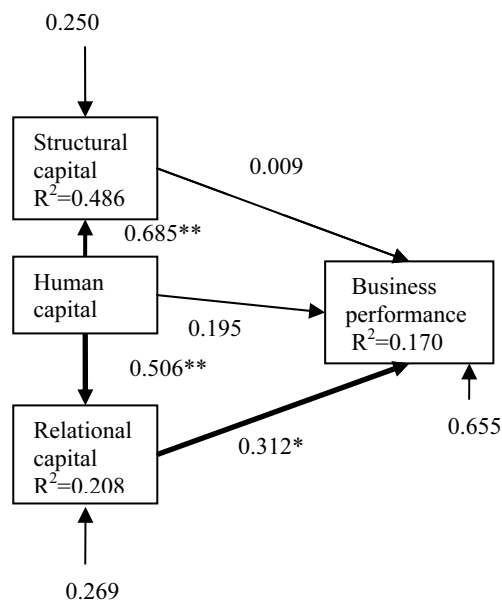 0.250
Structural
capital
R²=0.486
0.009
0.685**
Human
capital
0.195
Business
performance
R²=0.170
0.506**
Relational
capital
R²=0.208
0.312*
0.655
0.269